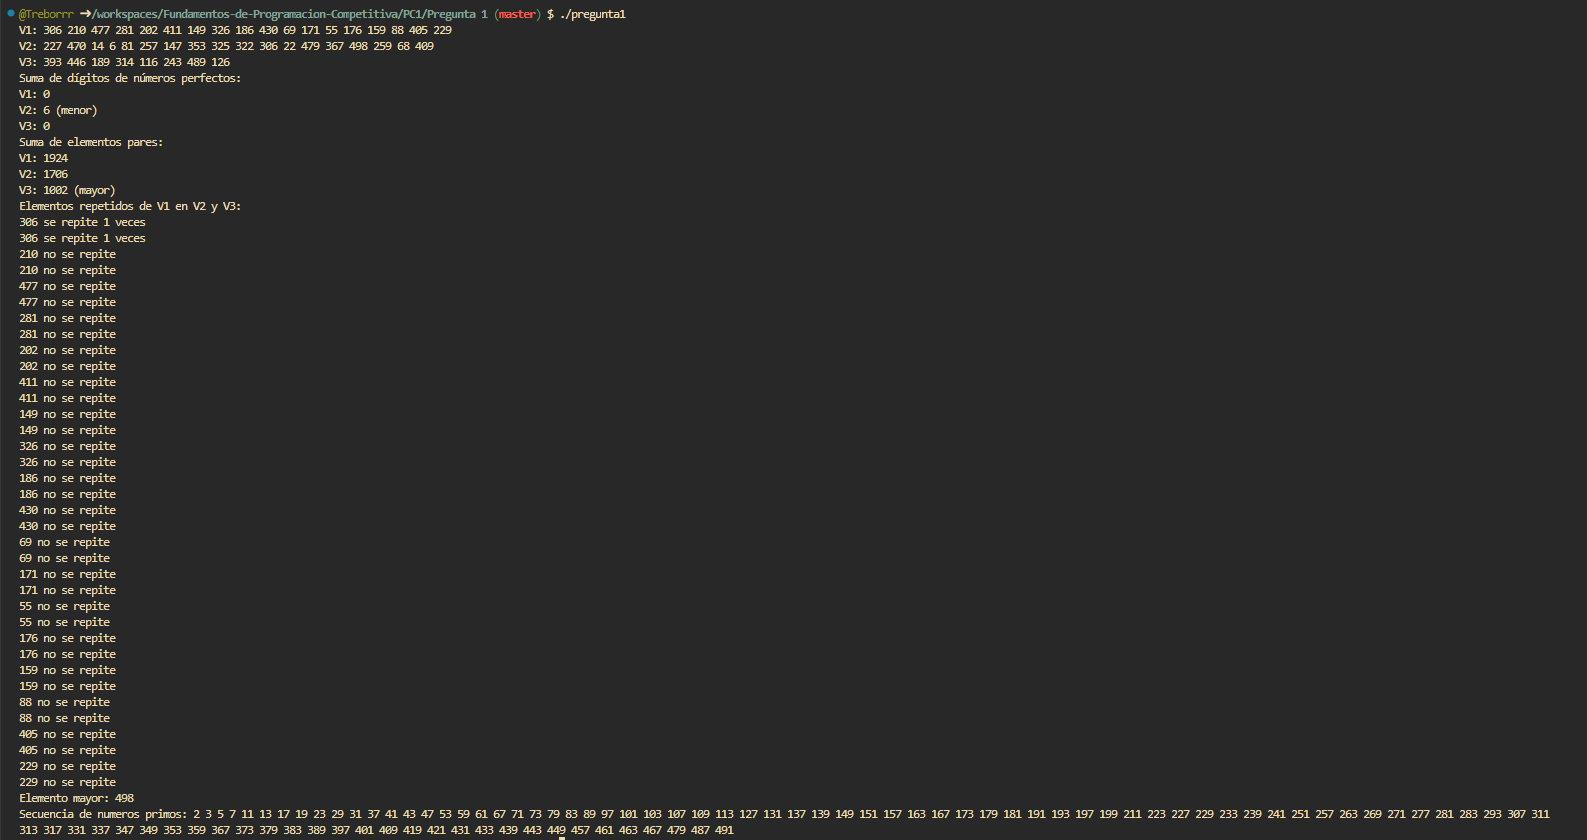 @Treborrr ➜/workspaces/Fundamentos-de-Programacion-Competitiva/PC1/Pregunta 1 (master) $ ./pregunta1
V1: 306 210 477 281 202 411 149 326 186 430 69 171 55 176 159 88 405 229
V2: 227 470 14 6 81 257 147 353 325 322 306 22 479 367 498 259 68 409
V3: 393 446 189 314 116 243 489 126
Suma de dígitos de números perfectos:
V1: 0
V2: 6 (menor)
V3: 0
Suma de elementos pares:
V1: 1924
V2: 1706
V3: 1002 (mayor)
Elementos repetidos de V1 en V2 y V3:
306 se repite 1 veces
306 se repite 1 veces
210 no se repite
210 no se repite
477 no se repite
477 no se repite
281 no se repite
281 no se repite
202 no se repite
202 no se repite
411 no se repite
411 no se repite
149 no se repite
149 no se repite
326 no se repite
326 no se repite
186 no se repite
186 no se repite
430 no se repite
430 no se repite
69 no se repite
69 no se repite
171 no se repite
171 no se repite
55 no se repite
55 no se repite
176 no se repite
176 no se repite
159 no se repite
159 no se repite
88 no se repite
88 no se repite
405 no se repite
405 no se repite
229 no se repite
229 no se repite
Elemento mayor: 498
Secuencia de numeros primos: 2 3 5 7 11 13 17 19 23 29 31 37 41 43 47 53 59 61 67 71 73 79 83 89 97 101 103 107 109 113 127 131 137 139 149 151 157 163 167 173 179 181 191 193 197 199 211 223 227 229 233 239 241 251 257 263 269 271 277 281 283 293 307 311
313 317 331 337 347 349 353 359 367 373 379 383 389 397 401 409 419 421 431 433 439 443 449 457 461 463 467 479 487 491